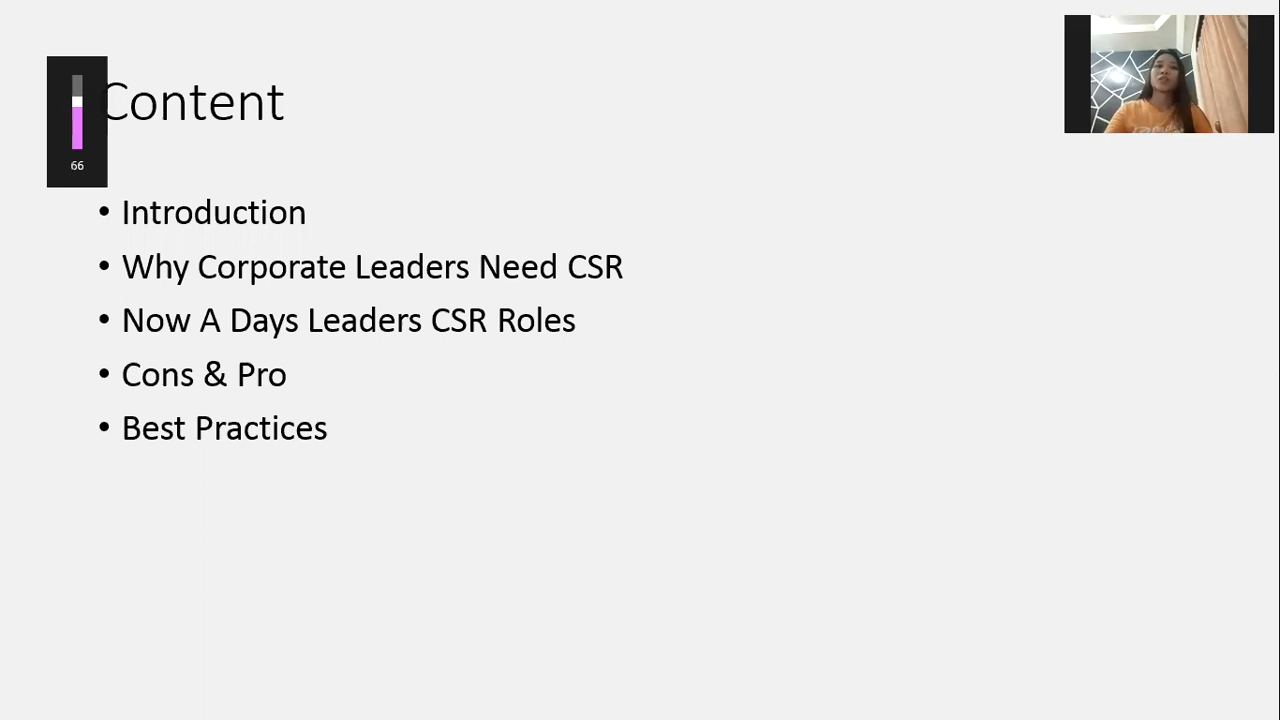 Content
66
• Introduction
• Why Corporate Leaders Need CSR
• Now A Days Leaders CSR Roles
• Cons & Pro
• Best Practices